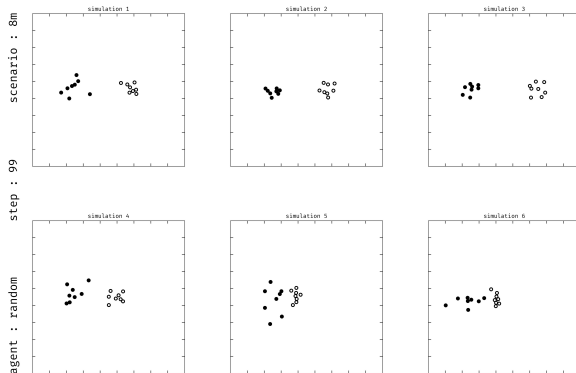 scenario : 8m
step : 99
agent : random
simulation 1
simulation 2
simulation 3
simulation 4
simulation 5
simulation 6